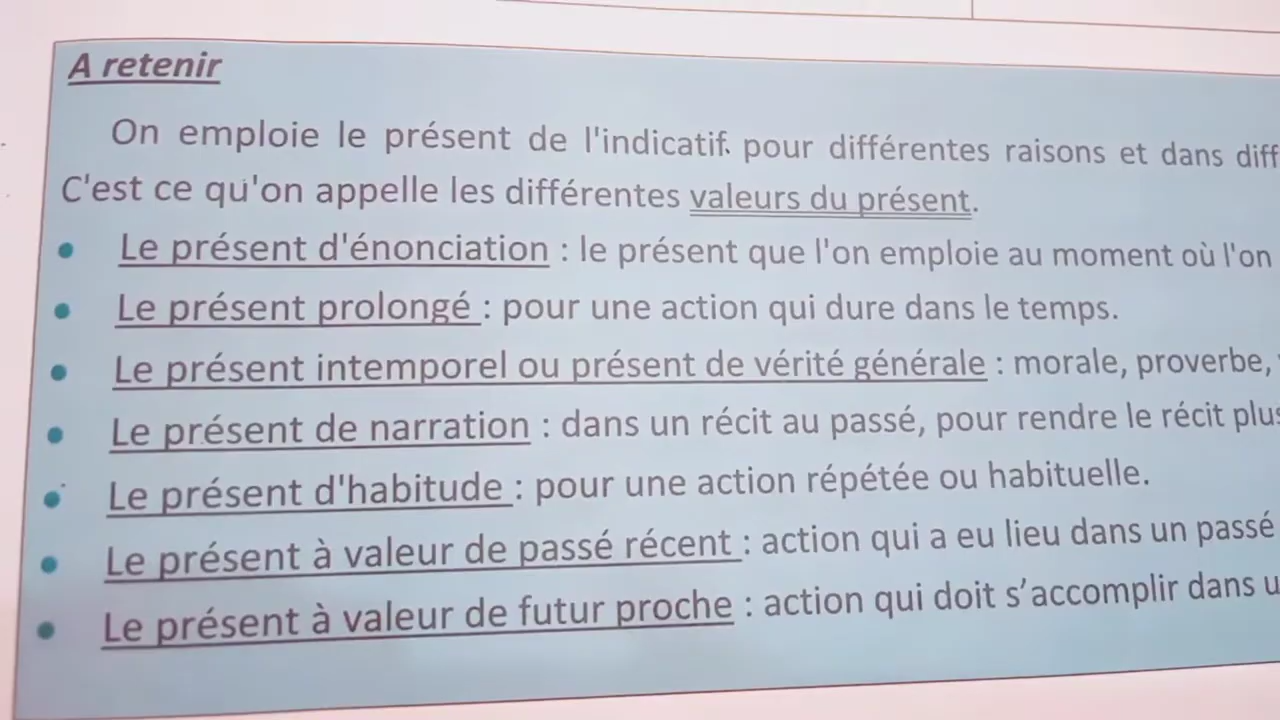 A retenir
On emploie le présent de l'indicatif pour différentes raisons et dans
C'est ce qu'on appelle les différentes valeurs du présent.
• Le présent d'énonciation : le présent que l'on emploie au moment où l'on
• Le présent prolongé : pour une action qui dure dans le temps.
• Le présent intemporel ou présent de vérité générale : morale, proverbe,
• Le présent de narration : dans un récit au passé, pour rendre le récit
• Le présent d'habitude : pour une action répétée ou habituelle.
• Le présent à valeur de passé récent : action qui a eu lieu dans un passé
• Le présent à valeur de futur proche : action qui doit s’accomplir dans